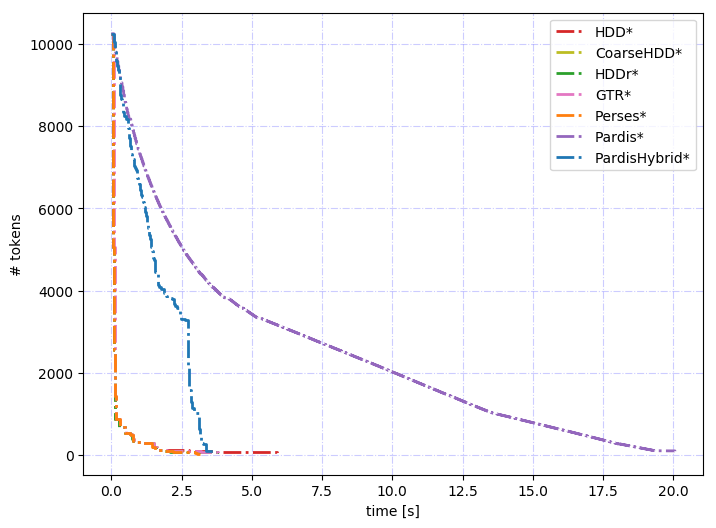 10000
8000
6000
4000
2000
0
# tokens
HDD*
CoarseHDD*
HDDr*
GTR*
Perses*
Pardis*
PardisHybrid*
0.0 2.5 5.0 7.5 10.0 12.5 15.0 17.5 20.0
time [s]